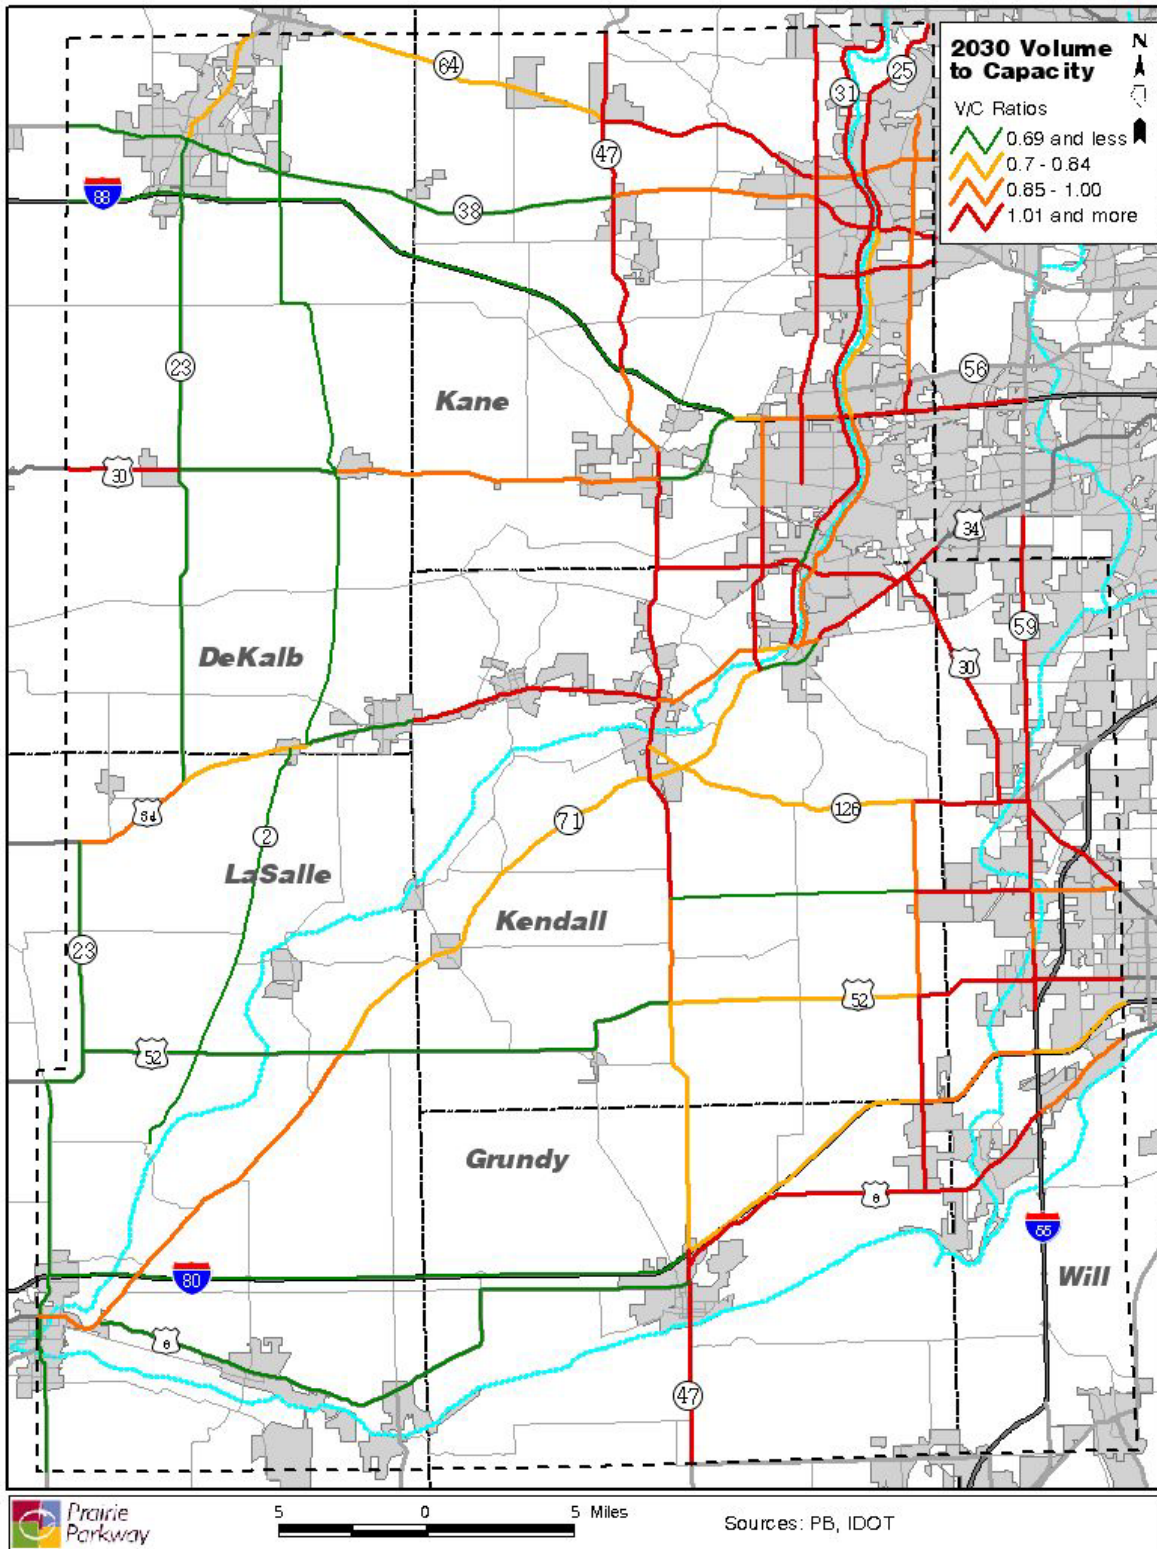 2030 Volume
to Capacity
N
V/C Ratios
0.69 and less
0.7 - 0.84
0.85 - 1.00
1.01 and more
64
25
31
47
88
38
23
56
Kane
30
34
59
DeKalb
30
34
126
71
2
LaSalle
Kendall
23
52
52
Grundy
6
55
80
Will
6
47
Prairie
Parkway
5 0 5 Miles
Sources: PB, IDOT